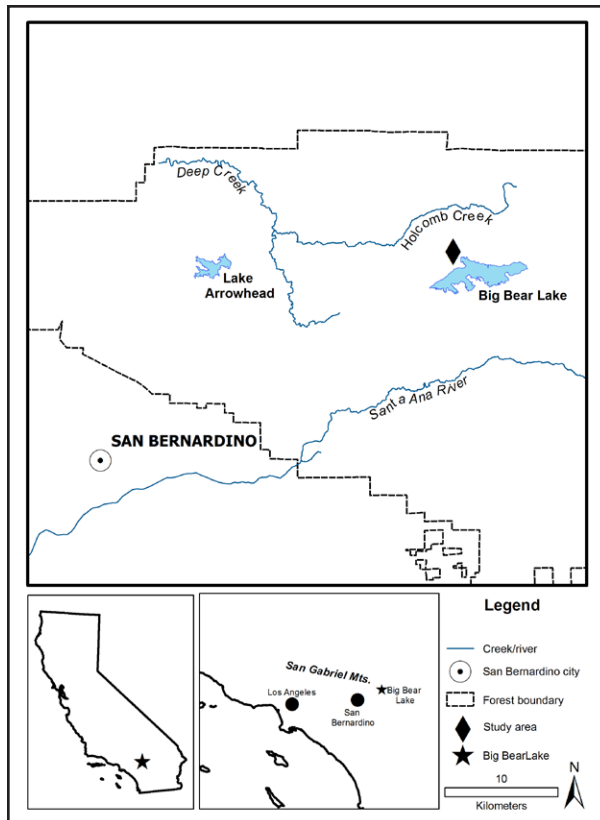 Deep Creek
Holcomb Creek
Lake
Arrowhead
Big Bear Lake
Santa Ana River
SAN BERNARDINO
San Gabriel Mts.
Los Angeles
Big Bear
Lake
San
Bernardino
Legend
Creek/river
San Bernardino city
Forest boundary
Study area
Big BearLake
10
Kilometers
N